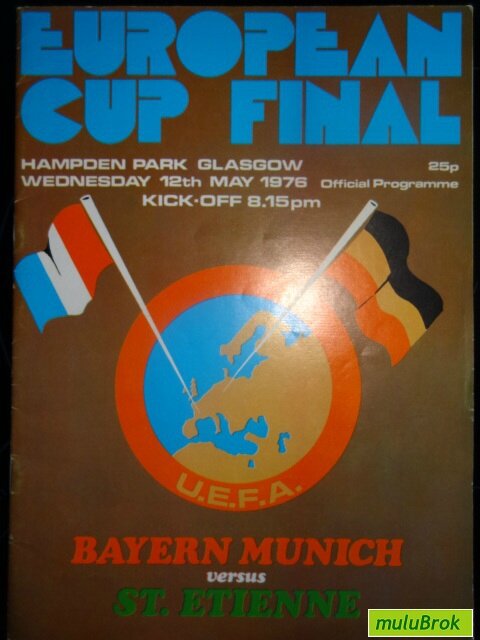 EUROPEAN
CUP FINAL
HAMPDEN PARK GLASGOW 25p
WEDNESDAY 12th MAY 1976 Official Programme
KICK-OFF 8.15pm
U.E.F.A.
BAYERN MUNICH
versus
ST. ETIENNE
muluBrok